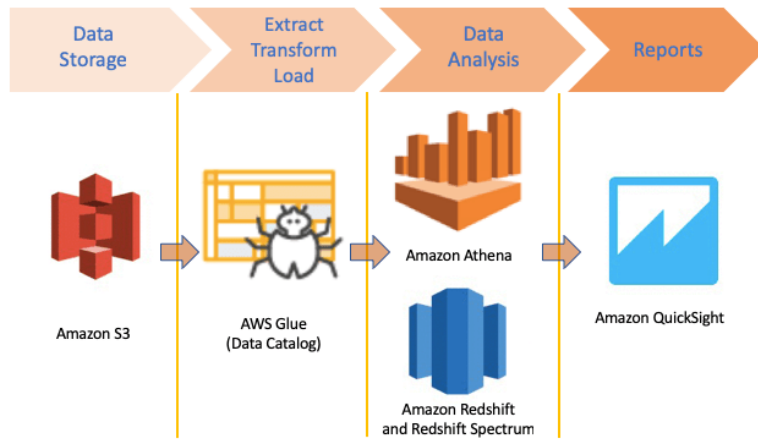 Data
Storage
Extract
Transform
Load
Data
Analysis
Reports
Amazon S3
AWS Glue
(Data Catalog)
Amazon Athena
Amazon Redshift
and Redshift Spectrum
Amazon QuickSight